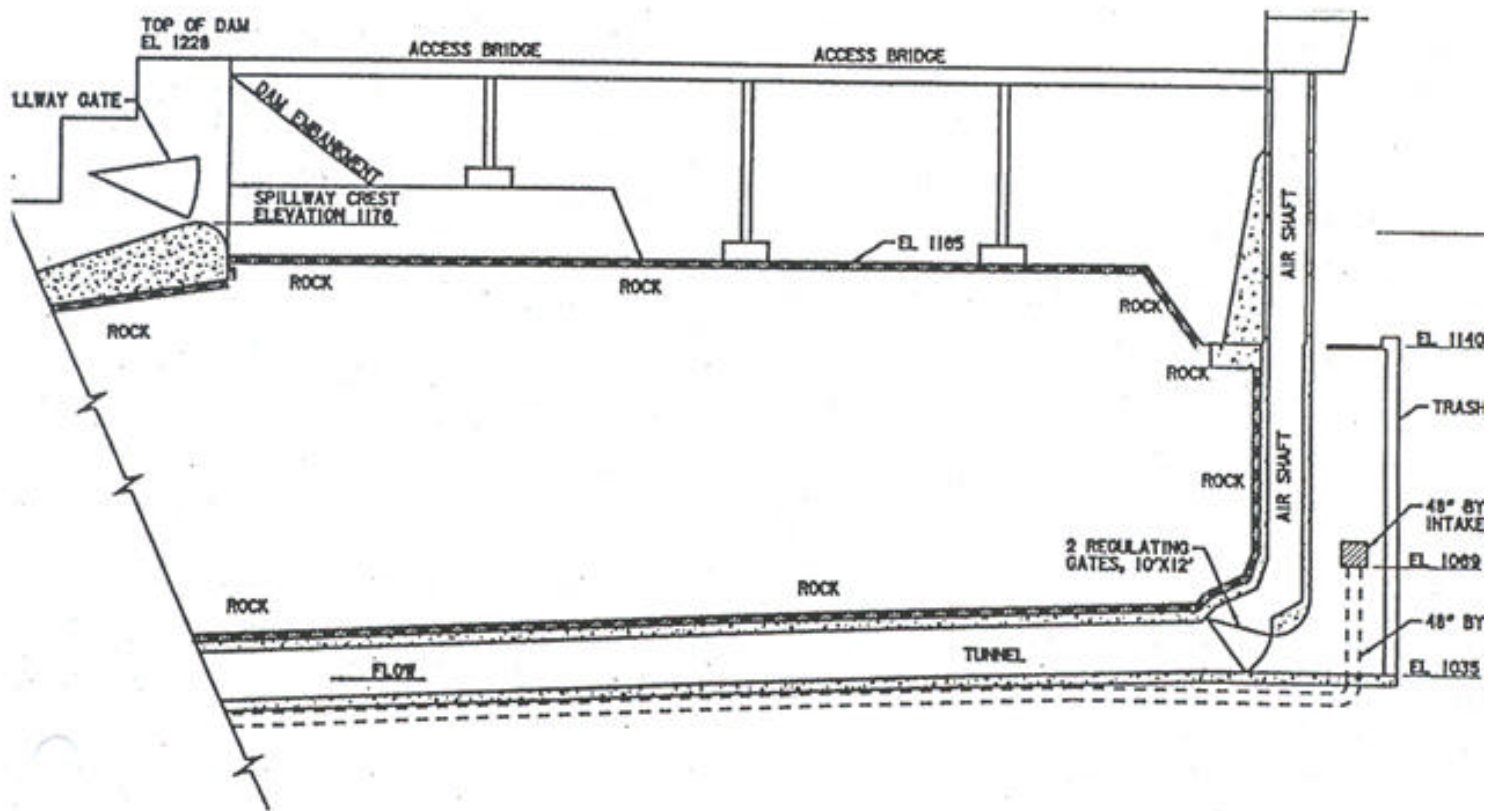 TOP OF DAM
EL 1228
ACCESS BRIDGE
ACCESS BRIDGE
LLWAY GATE
DAM EMBANKMENT
SPILLWAY CREST
ELEVATION 1176
EL 1165
AIR SHAFT
ROCK
ROCK
ROCK
ROCK
EL 1140
ROCK
TRASH
AIR SHAFT
ROCK
48" BY
INTAKE
2 REGULATING
GATES, 10'X12'
EL 1069
ROCK
ROCK
48" BY
TUNNEL
FLOW
EL 1035